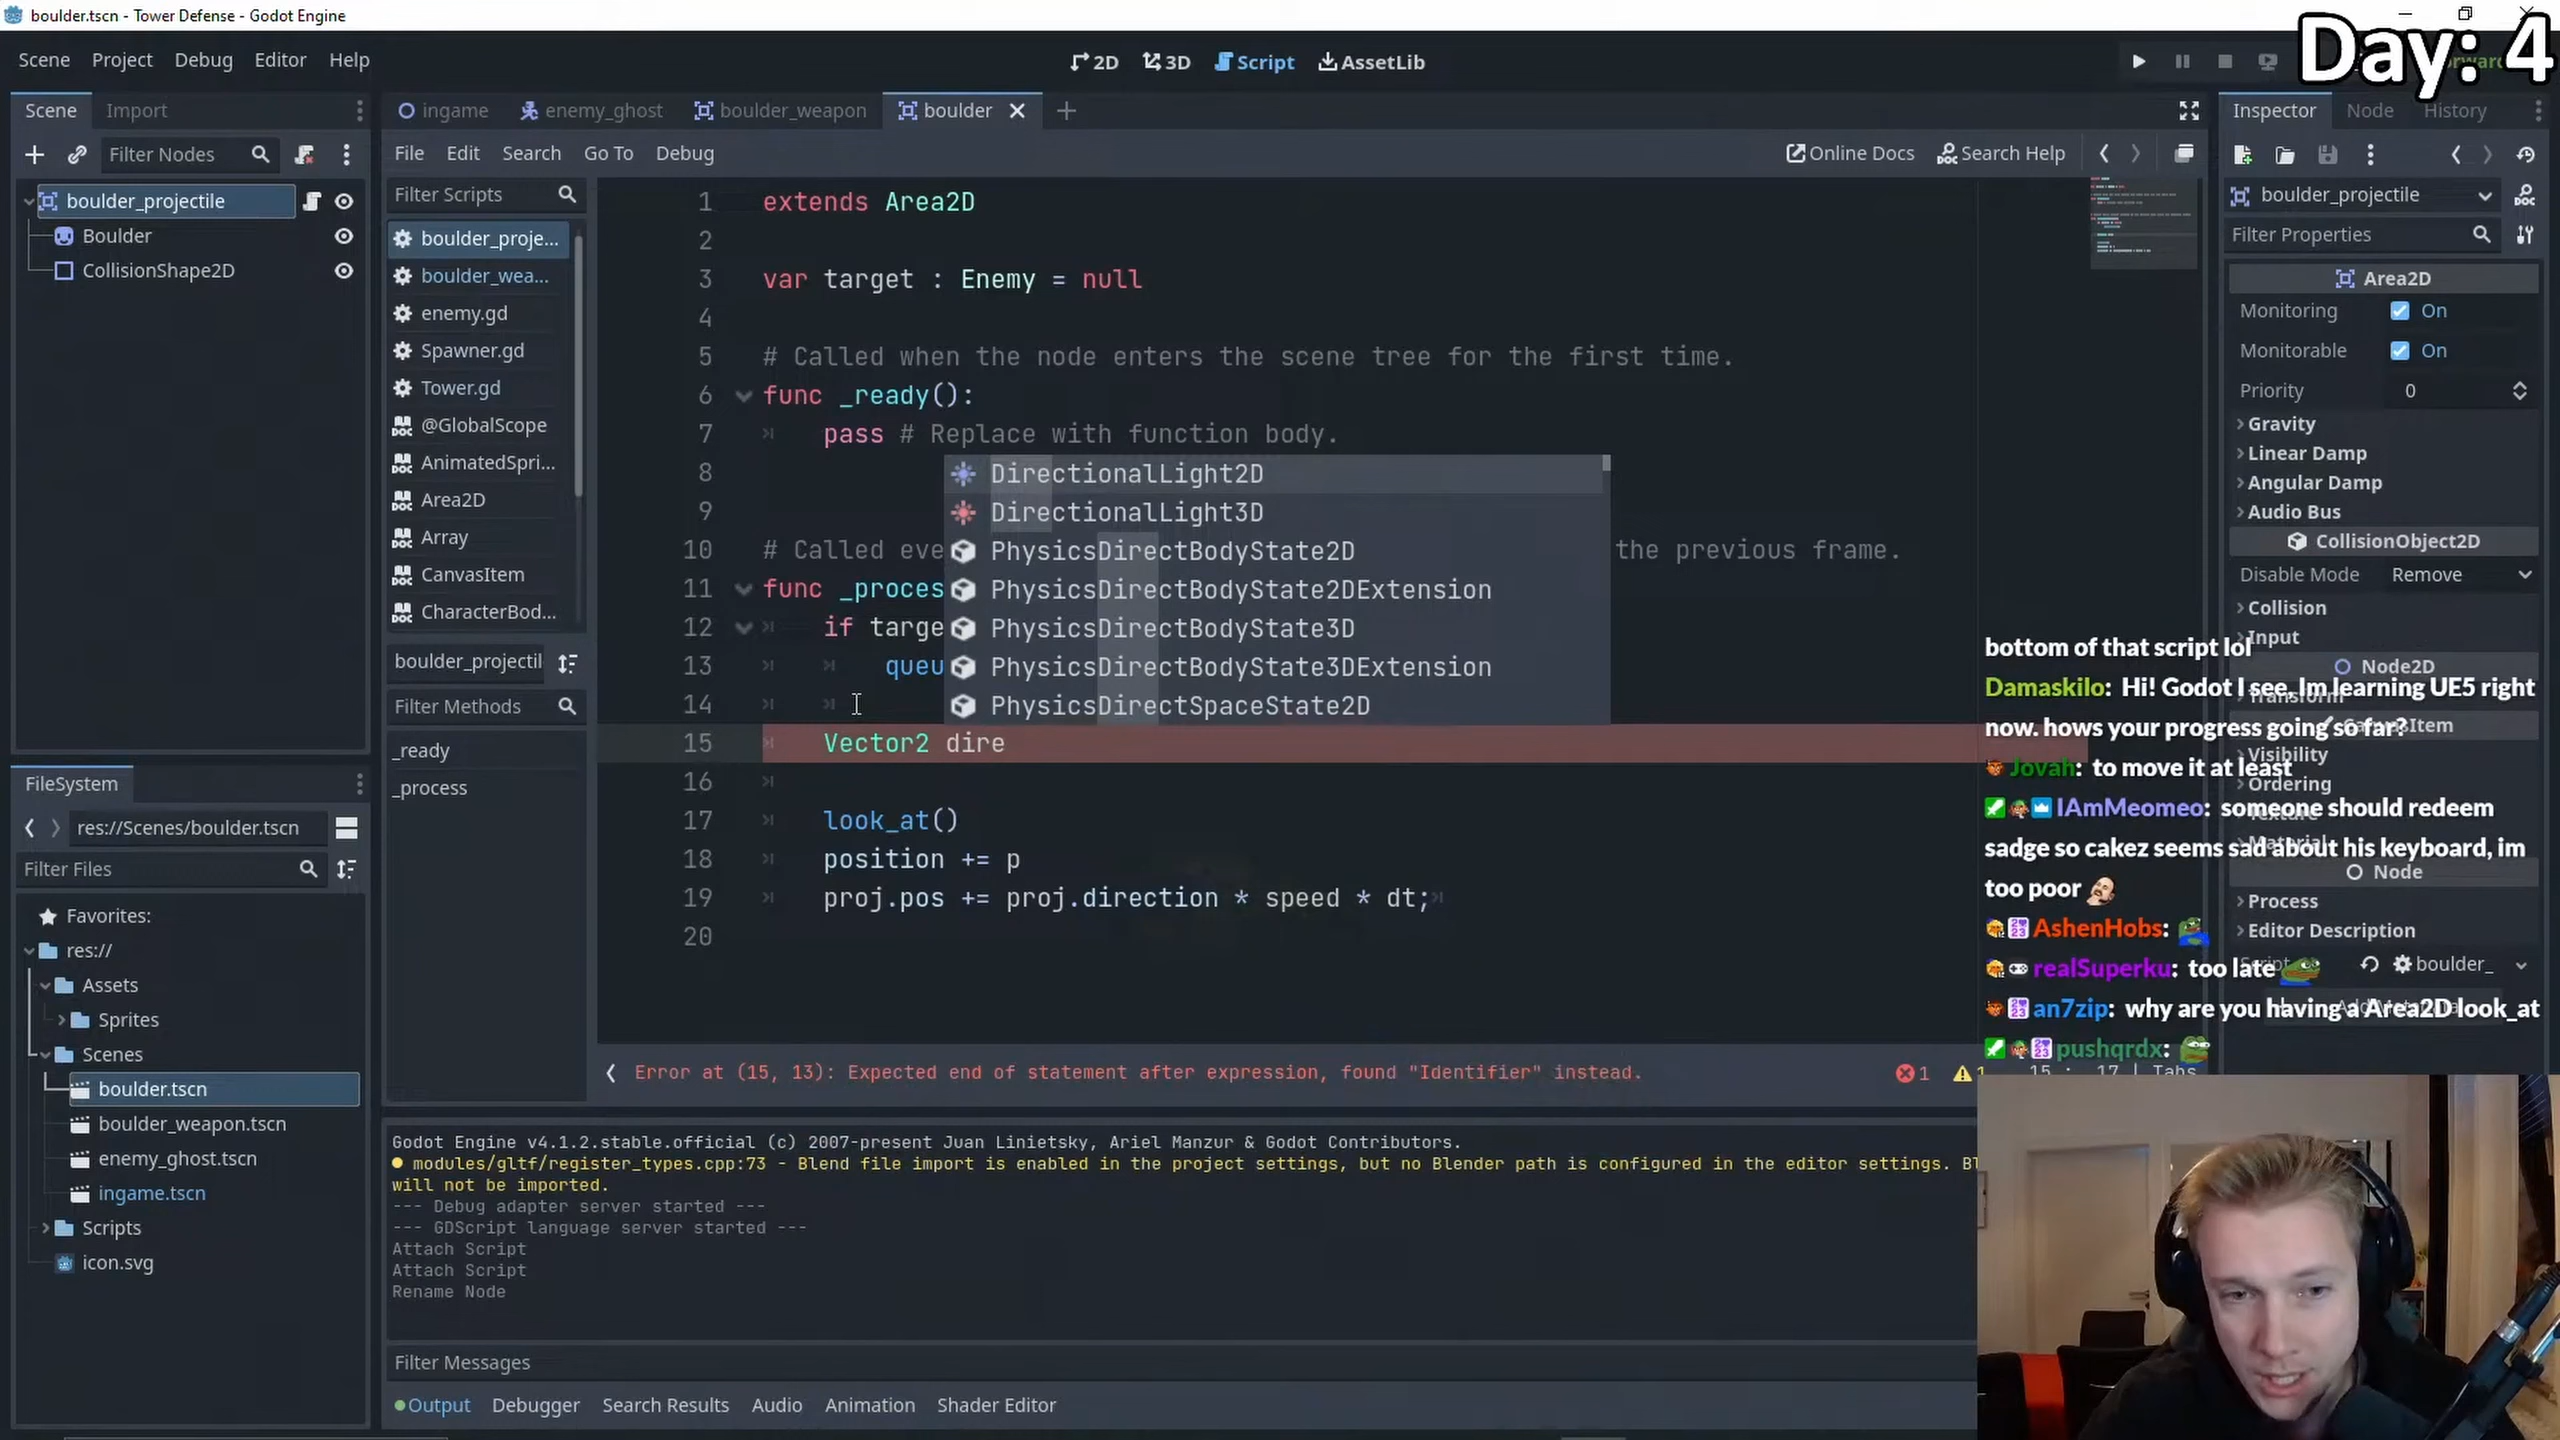 boulder.tscn - Tower Defense - Godot Engine
Day: 4
Scene Project Debug Editor Help
2D 3D Script AssetLib
Scene Import
ingame enemy_ghost boulder_weapon boulder
Inspector Node History
Filter Nodes
File Edit Search Go To Debug
Online Docs Search Help
boulder_projectile
Boulder
CollisionShape2D
Filter Scripts
boulder_proje...
boulder_wea...
enemy.gd
Spawner.gd
Tower.gd
@GlobalScope
AnimatedSpri...
Area2D
Array
CanvasItem
CharacterBod...
boulder_projectil
Filter Methods
_ready
_process
1 extends Area2D
2
3 var target : Enemy = null
4
5 # Called when the node enters the scene tree for the first time.
6 func _ready():
7 pass # Replace with function body.
8
9
10 # Called eve the previous frame.
11 func _proces
12 if targe
13 queu
14
15 Vector2 dire
16
17 look_at()
18 position += p
19 proj.pos += proj.direction * speed * dt;
20
DirectionalLight2D
DirectionalLight3D
PhysicsDirectBodyState2D
PhysicsDirectBodyState2DExtension
PhysicsDirectBodyState3D
PhysicsDirectBodyState3DExtension
PhysicsDirectSpaceState2D
Error at (15, 13): Expected end of statement after expression, found "Identifier" instead.
1
boulder_projectile
Filter Properties
Area2D
Monitoring On
Monitorable On
Priority 0
Gravity
Linear Damp
Angular Damp
Audio Bus
CollisionObject2D
Disable Mode Remove
Collision
Input
Node2D
Transform
CanvasItem
Visibility
Ordering
Node
Process
Editor Description
boulder_
bottom of that script lol
Damaskilo: Hi! Godot I see. Im learning UE5 right
now. hows your progress going so far?
Jovah: to move it at least
IAmMeomeo: someone should redeem
sadge so cakez seems sad about his keyboard, im
too poor
AshenHobs:
realSuperku: too late
an7zip: why are you having a Area2D look_at
pushqrdx:
FileSystem
res://Scenes/boulder.tscn
Filter Files
Favorites:
res://
Assets
Sprites
Scenes
boulder.tscn
boulder_weapon.tscn
enemy_ghost.tscn
ingame.tscn
Scripts
icon.svg
Godot Engine v4.1.2.stable.official (c) 2007-present Juan Linietsky, Ariel Manzur & Godot Contributors.
modules/gltf/register_types.cpp:73 - Blend file import is enabled in the project settings, but no Blender path is configured in the editor settings. Bl
will not be imported.
--- Debug adapter server started ---
--- GDScript language server started ---
Attach Script
Attach Script
Rename Node
Filter Messages
Output Debugger Search Results Audio Animation Shader Editor